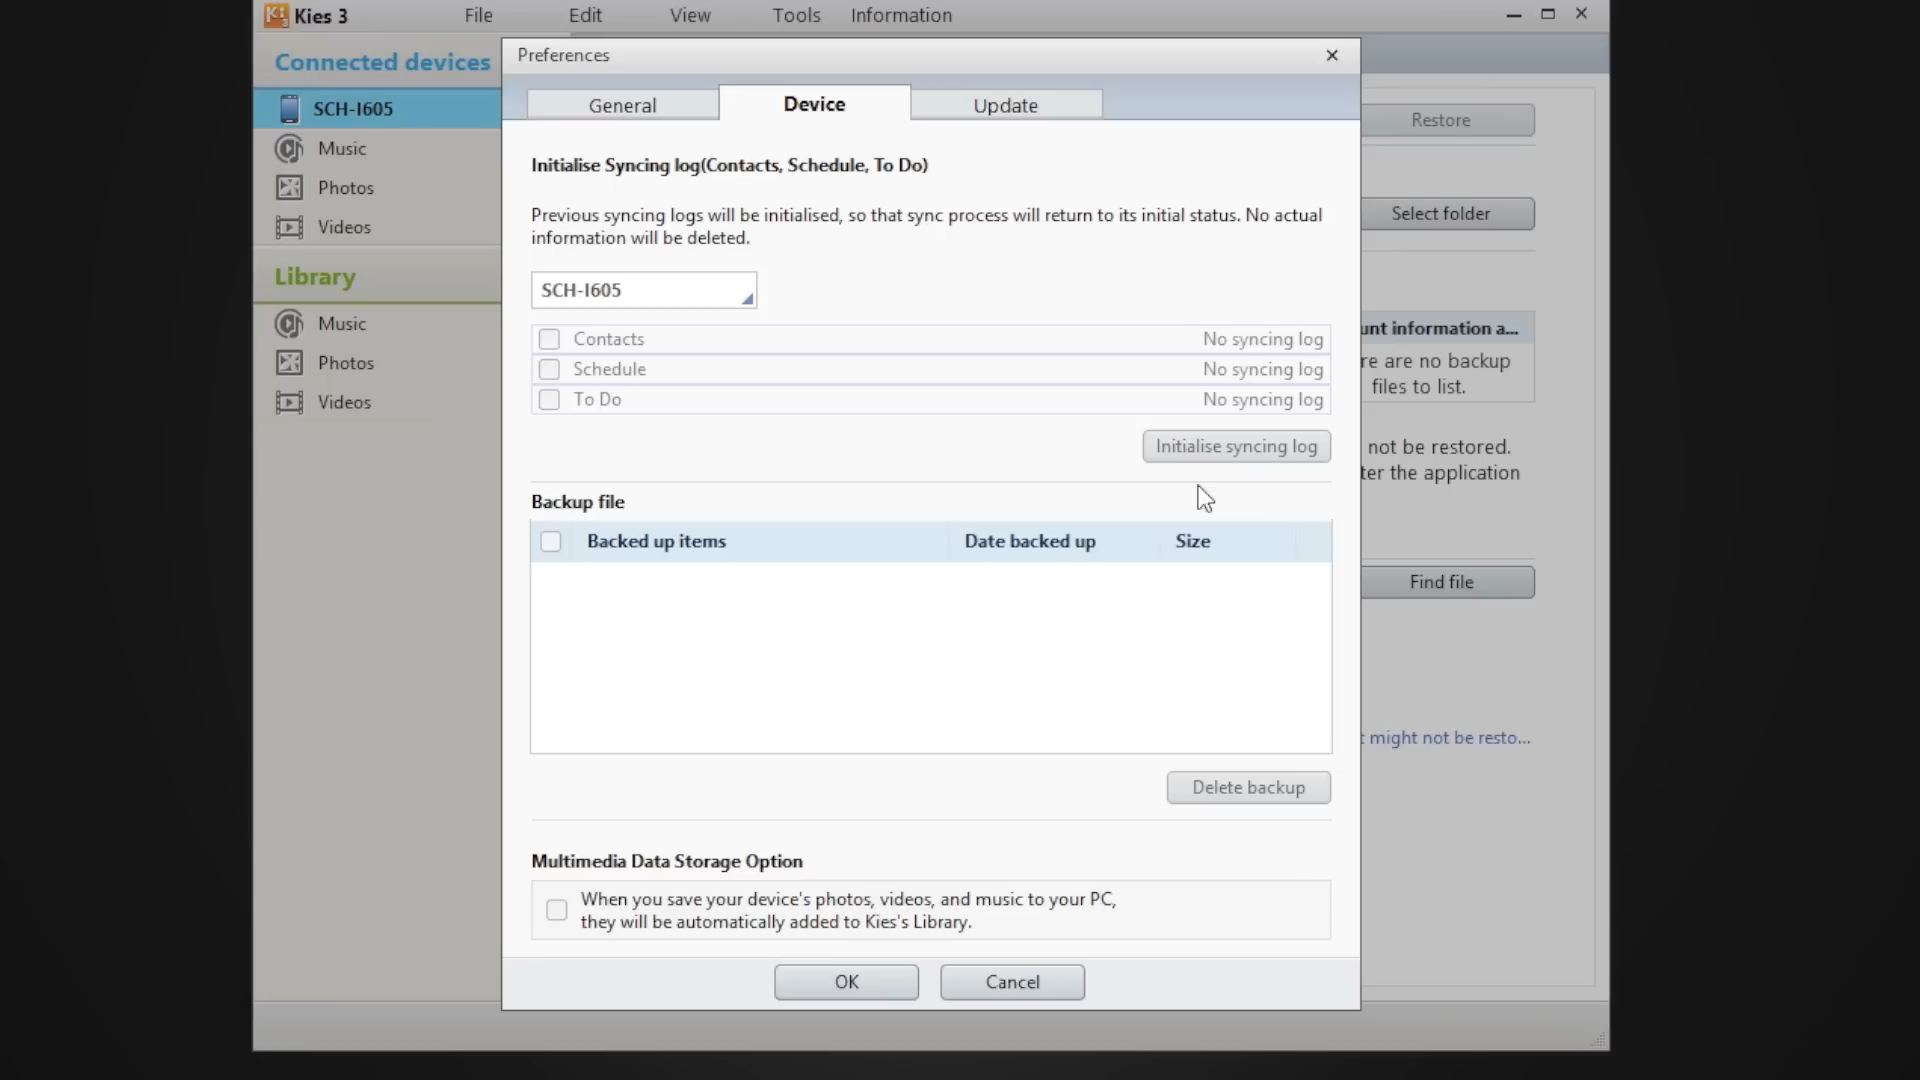 Kies 3
File
Edit
View
Tools
Information
Connected devices
SCH-I605
Music
Photos
Videos
Library
Music
Photos
Videos
Preferences
General
Device
Update
Initialise Syncing log(Contacts, Schedule, To Do)
Previous syncing logs will be initialised, so that sync process will return to its initial status. No actual
information will be deleted.
SCH-I605
Contacts No syncing log
Schedule No syncing log
To Do No syncing log
Initialise syncing log
Backup file
Backed up items Date backed up Size
Delete backup
Multimedia Data Storage Option
When you save your device's photos, videos, and music to your PC,
they will be automatically added to Kies's Library.
OK
Cancel
Restore
Select folder
unt information a...
re are no backup
files to list.
not be restored.
ter the application
Find file
t might not be resto...